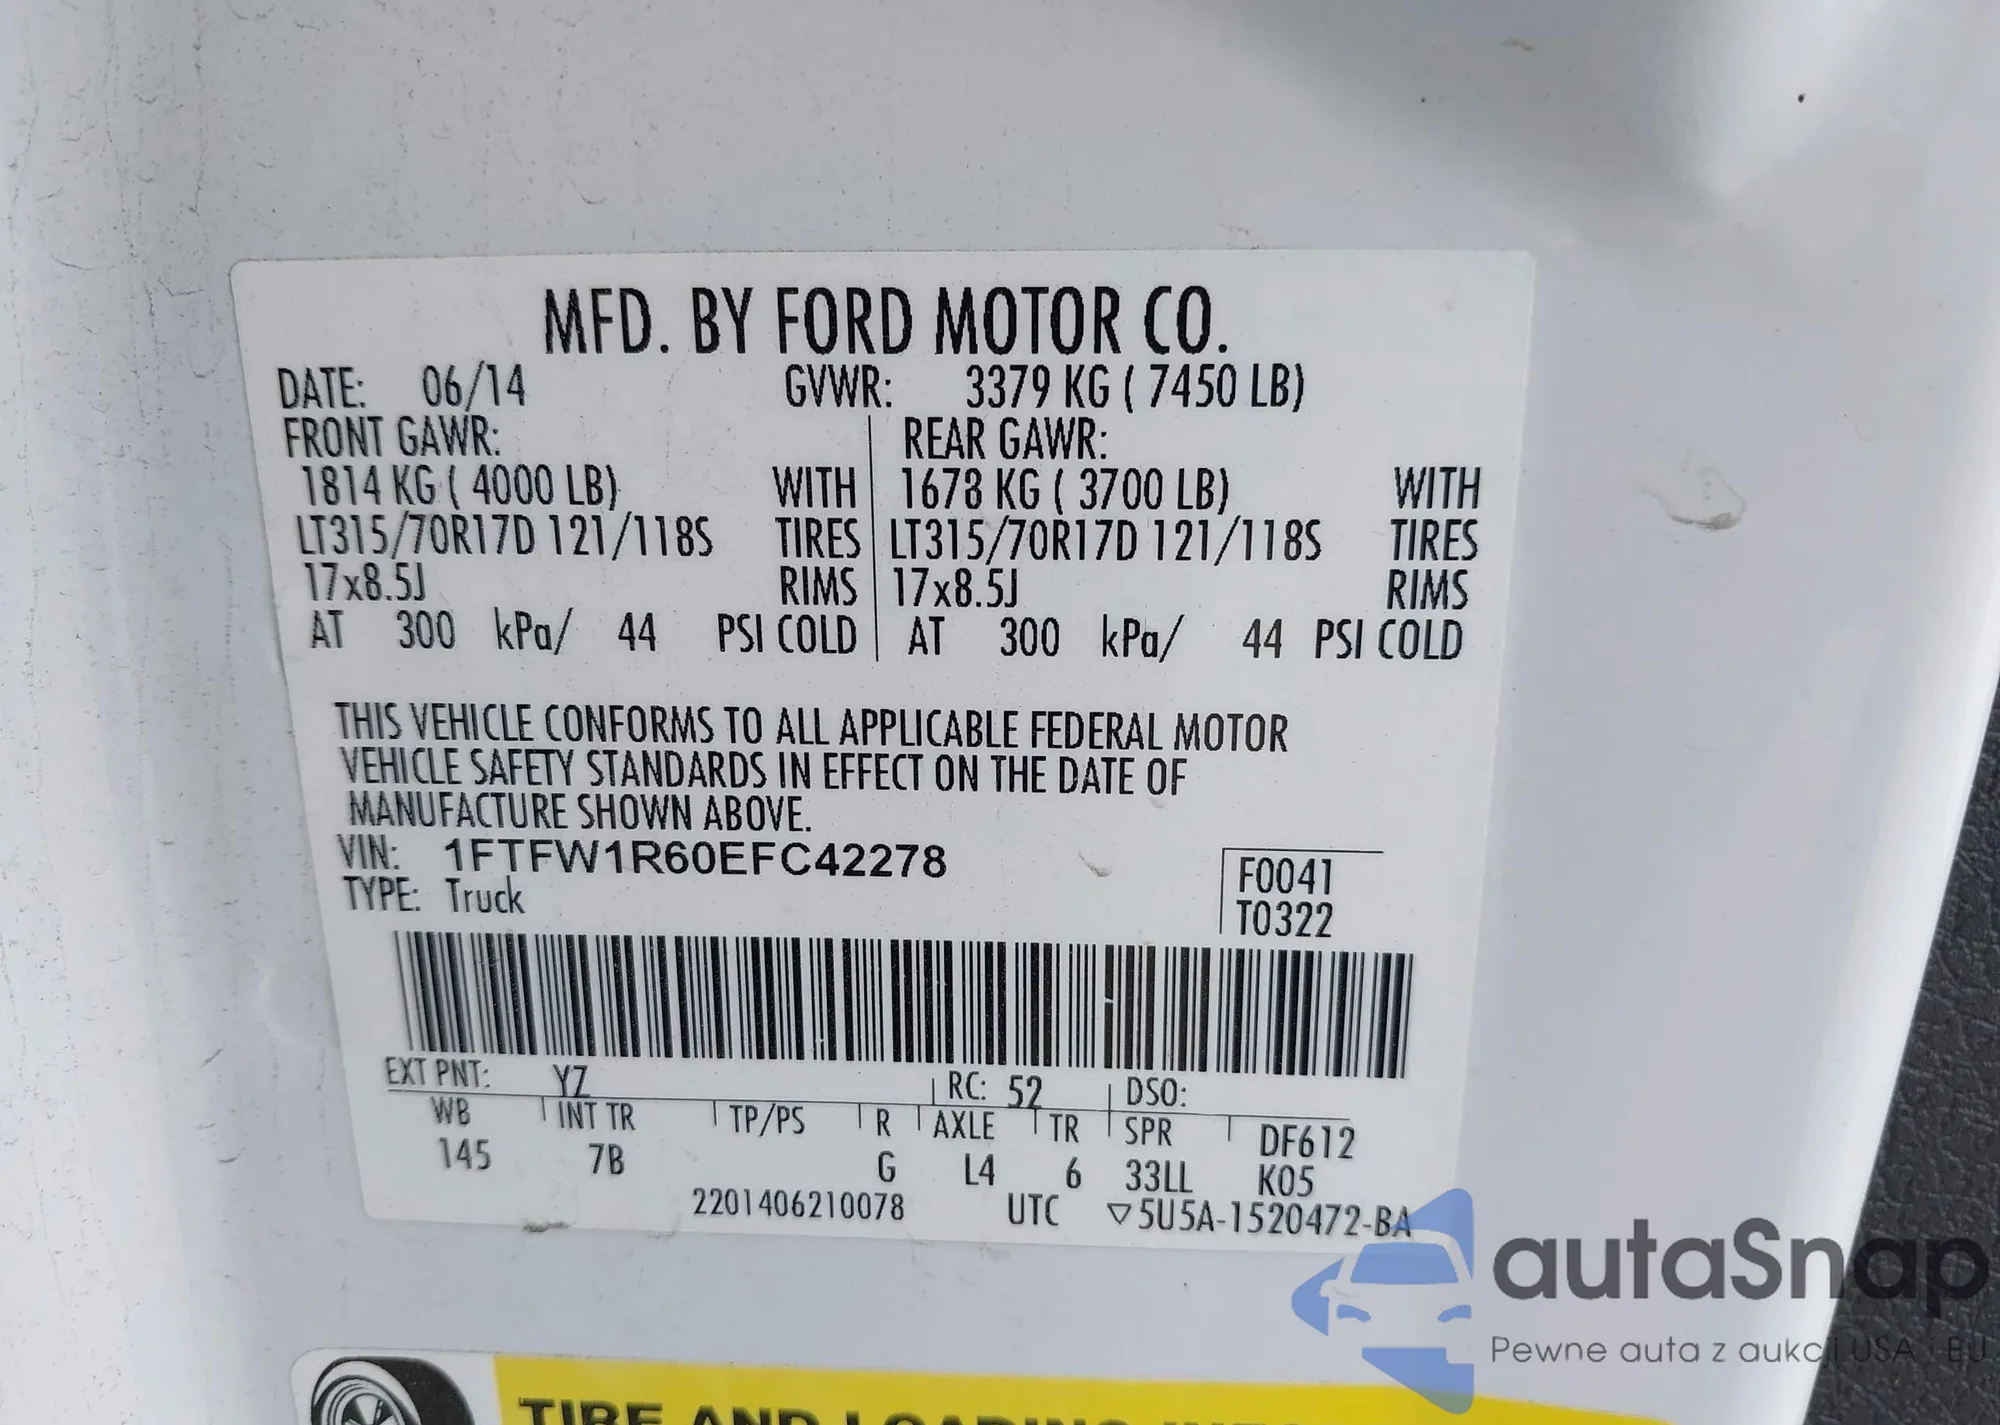 MFD. BY FORD MOTOR CO.
DATE: 06/14 GVWR: 3379 KG ( 7450 LB)
FRONT GAWR: REAR GAWR:
1814 KG ( 4000 LB) WITH 1678 KG ( 3700 LB) WITH
LT315/70R17D 121/118S TIRES LT315/70R17D 121/118S TIRES
17x8.5J RIMS 17x8.5J RIMS
AT 300 kPa/ 44 PSI COLD AT 300 kPa/ 44 PSI COLD
THIS VEHICLE CONFORMS TO ALL APPLICABLE FEDERAL MOTOR
VEHICLE SAFETY STANDARDS IN EFFECT ON THE DATE OF
MANUFACTURE SHOWN ABOVE.
VIN: 1FTFW1R60EFC42278
F0041
TYPE: Truck
T0322
EXT PNT: YZ RC: 52 DSO:
WB INT TR TP/PS R AXLE TR SPR DF612
145 7B G L4 6 33LL K05
2201406210078 UTC ▽5U5A-1520472-BA
autaSnap
Pewne auta z aukcji USA i EU
TIRE AND LOADING